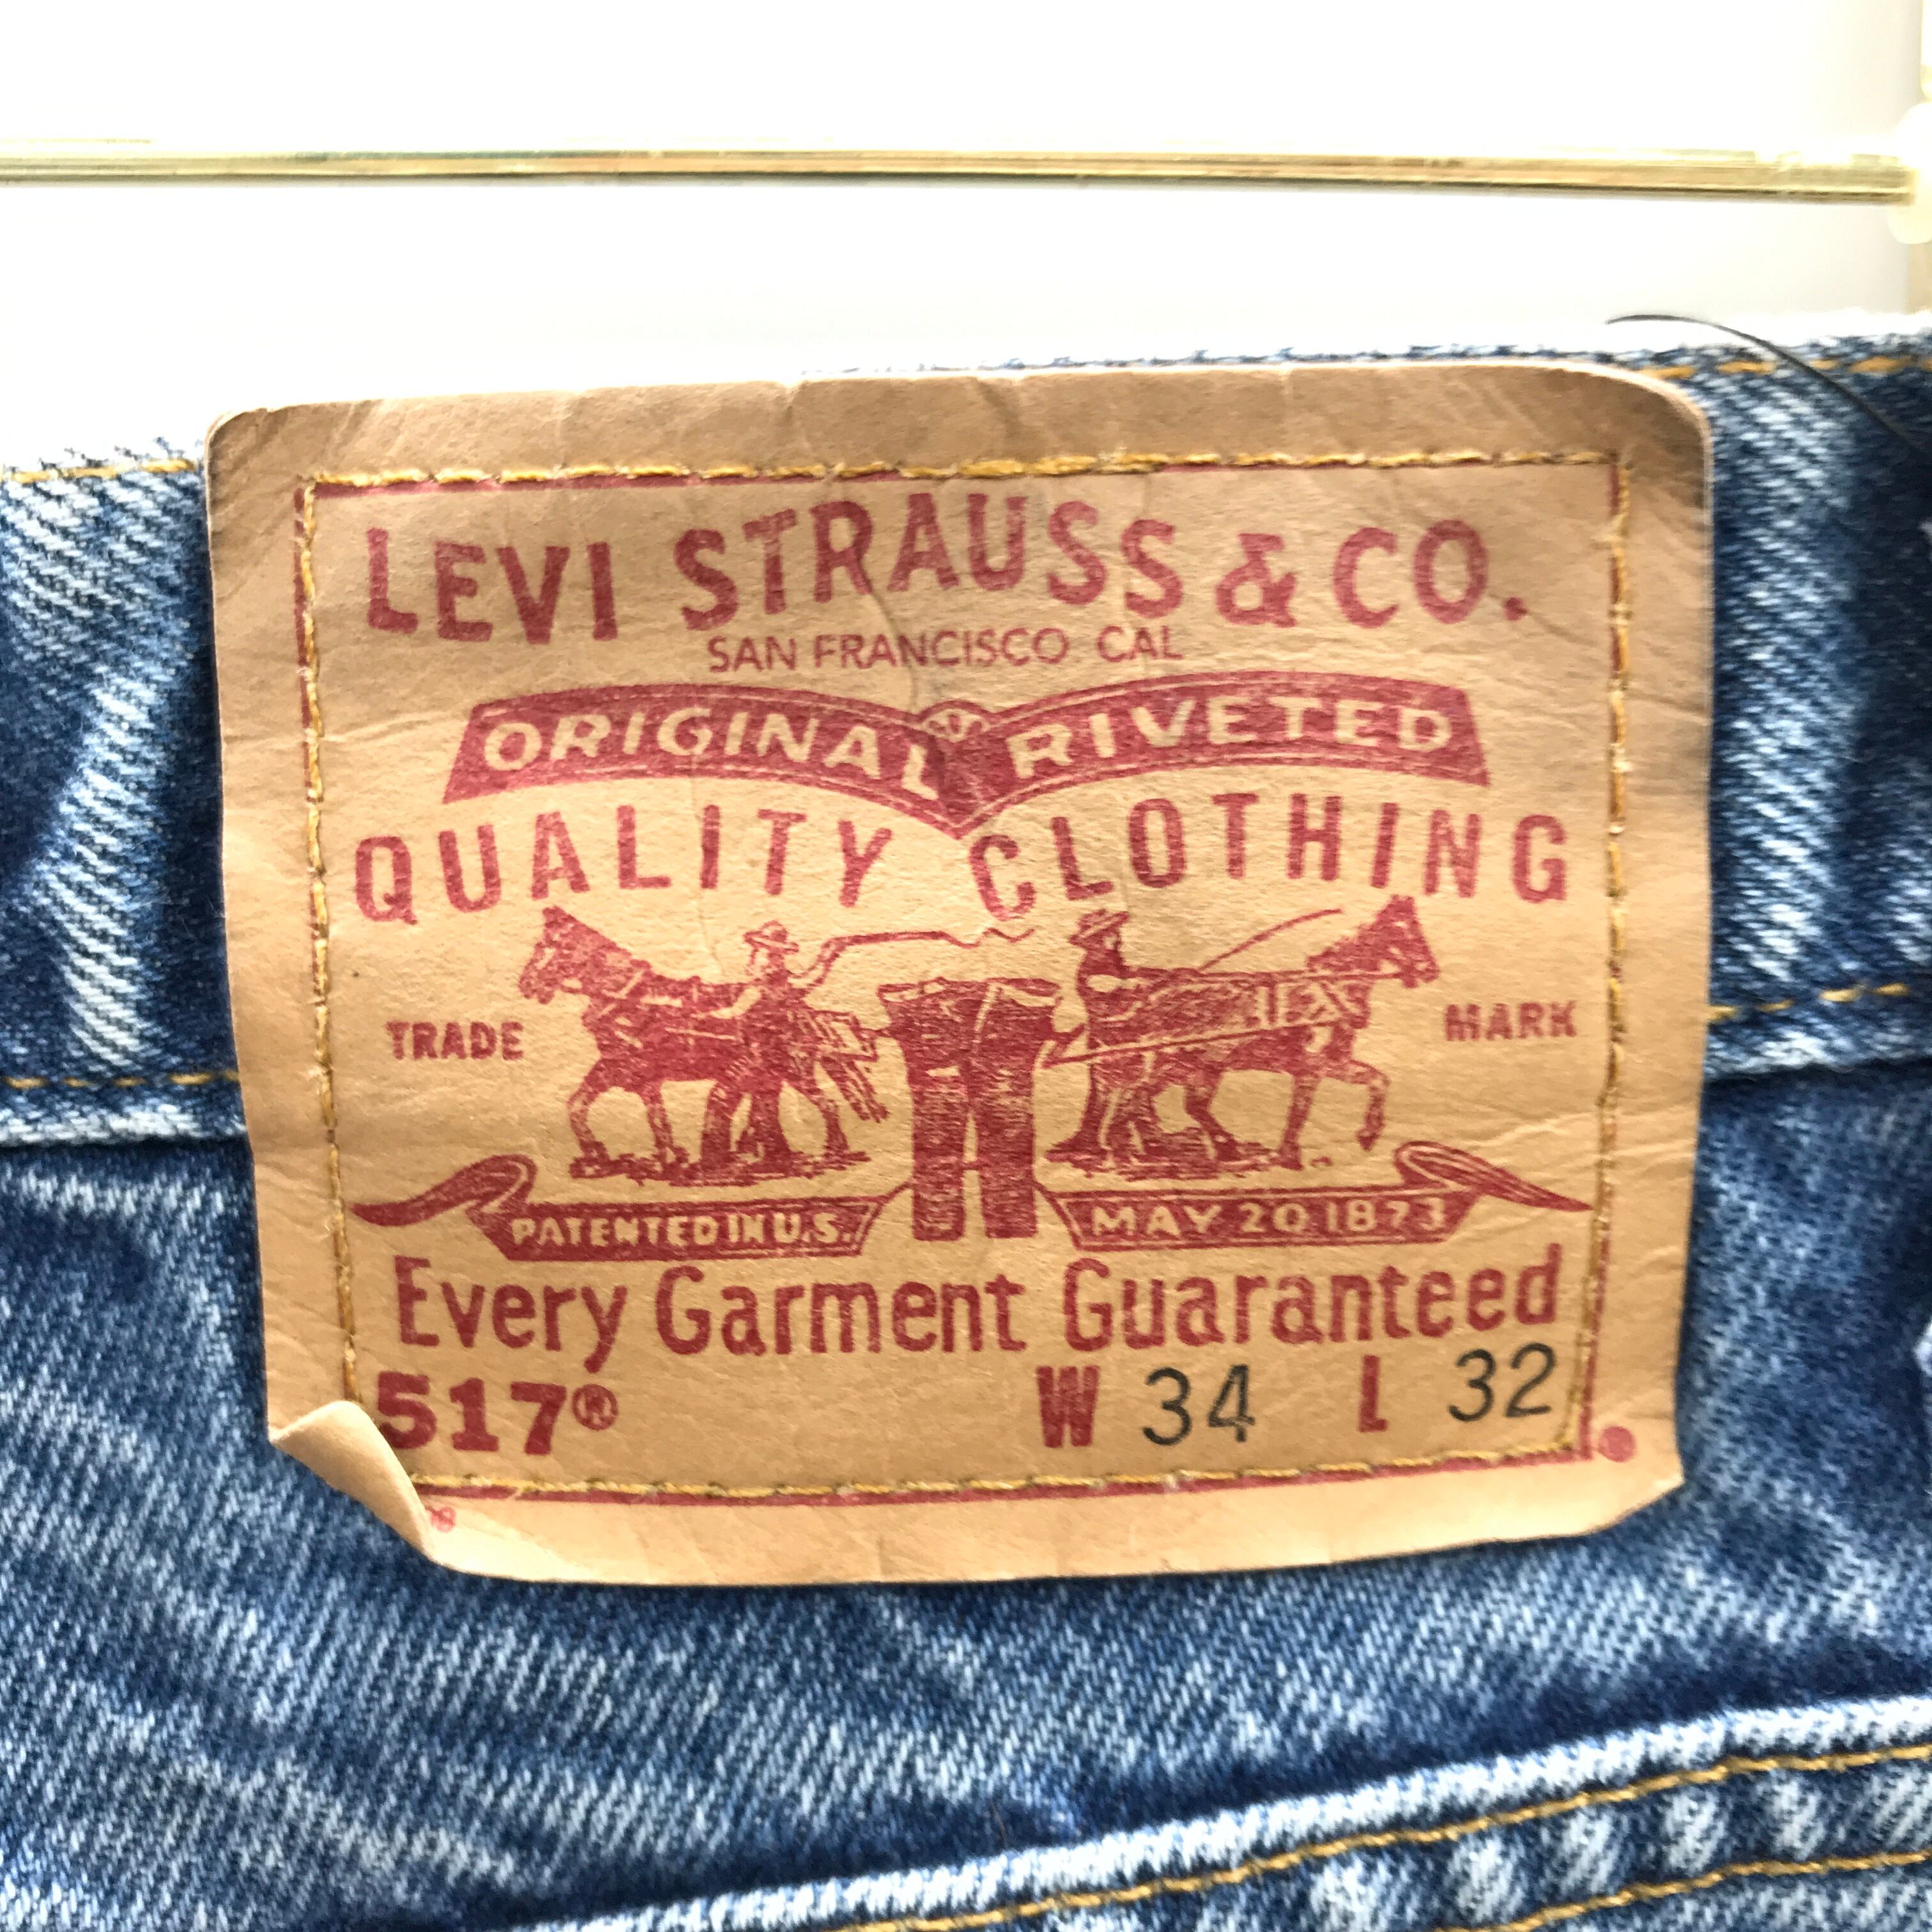 LEVI STRAUSS & CO.
SAN FRANCISCO CAL
ORIGINAL RIVETED
QUALITY CLOTHING
TRADE MARK
PATENTED IN U.S. MAY 20 1873
Every Garment Guaranteed
517® W 34 L 32